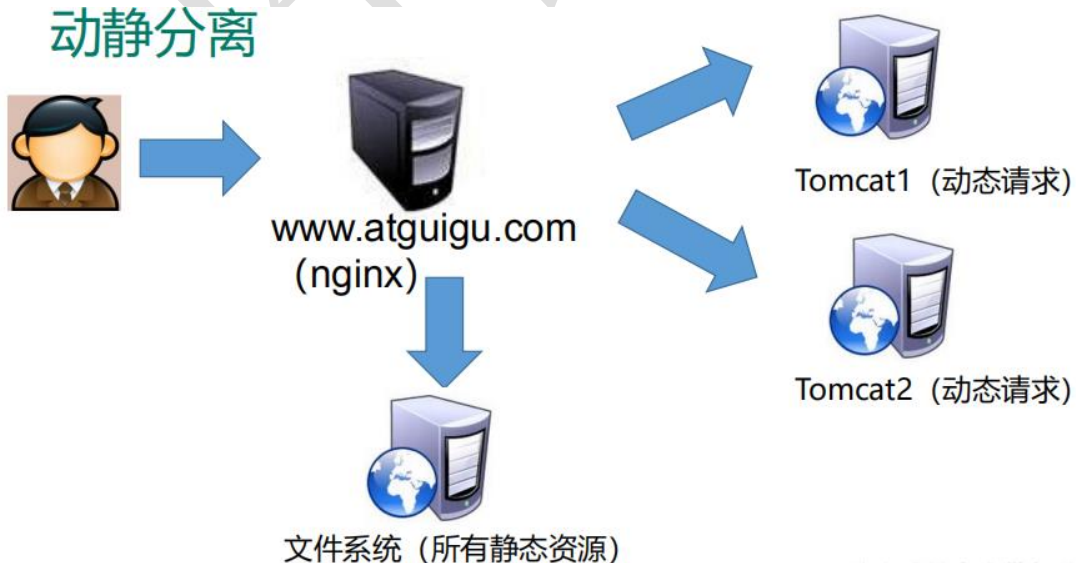 动静分离
www.atguigu.com
（nginx）
Tomcat1（动态请求）
Tomcat2（动态请求）
文件系统（所有静态资源）